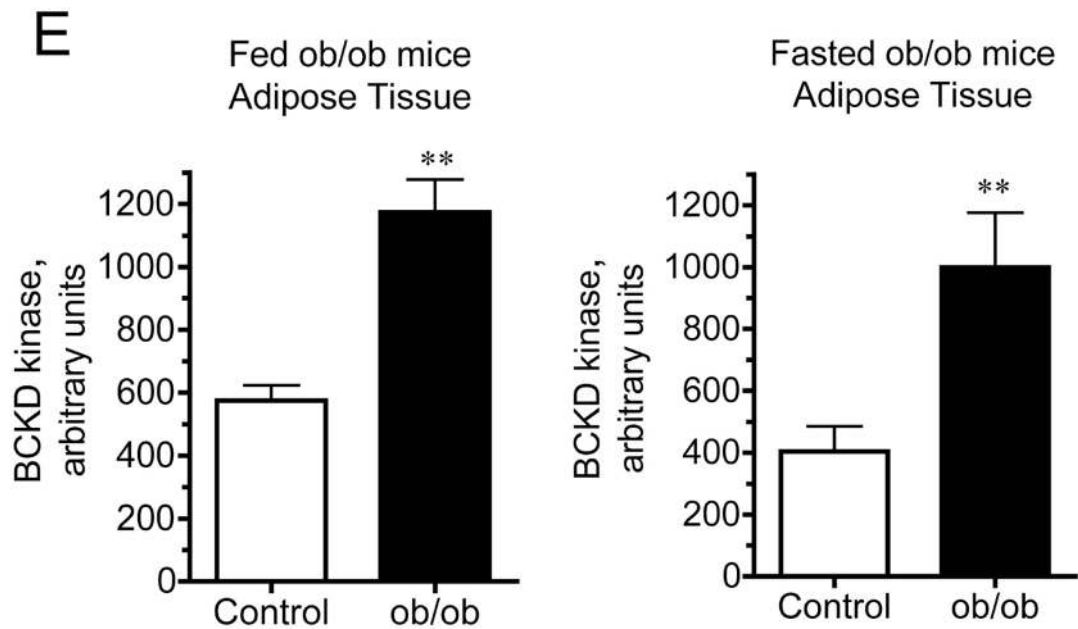 E
Fed ob/ob mice
Adipose Tissue
BCKD kinase,
arbitrary units
1200
1000
800
600
400
200
0
**
Control
ob/ob
Fasted ob/ob mice
Adipose Tissue
BCKD kinase,
arbitrary units
1200
1000
800
600
400
200
0
**
Control
ob/ob